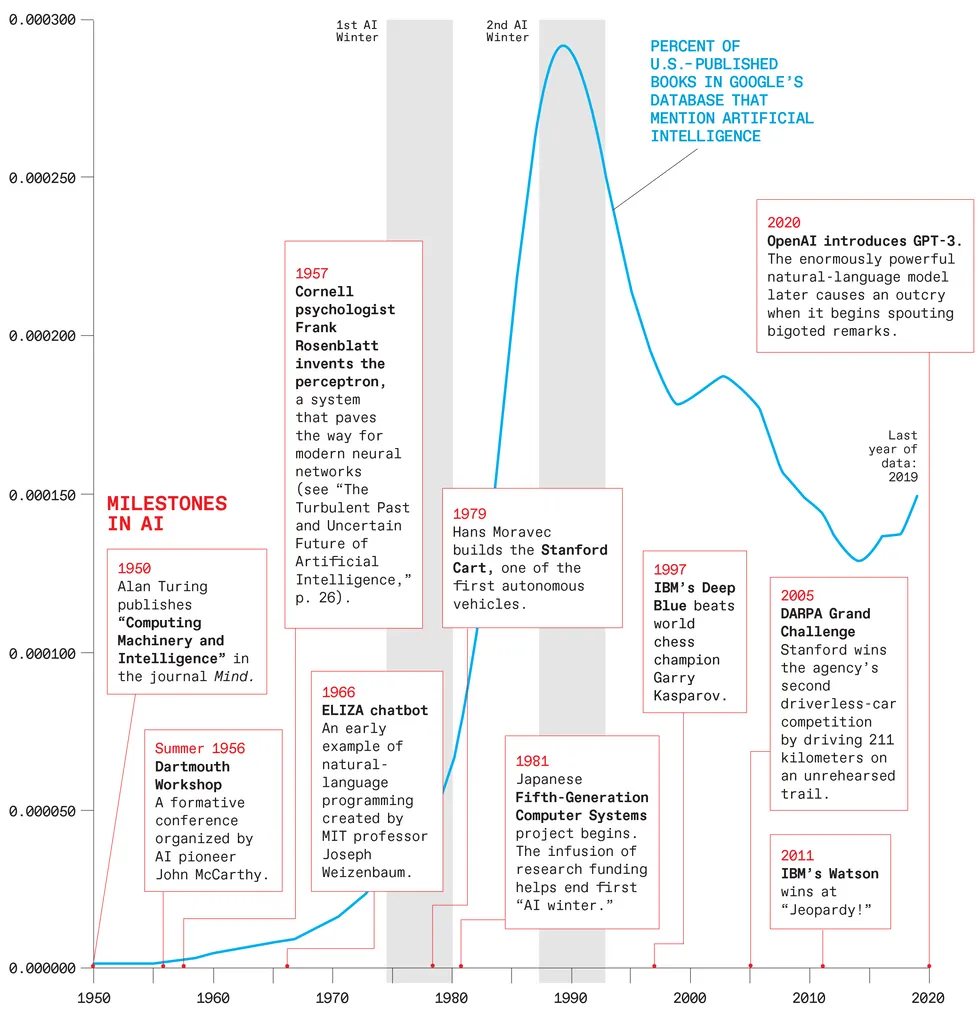 0.000300
0.000250
0.000200
0.000150
0.000100
0.000050
0.000000
1st AI
Winter
2nd AI
Winter
PERCENT OF
U.S.-PUBLISHED
BOOKS IN GOOGLE'S
DATABASE THAT
MENTION ARTIFICIAL
INTELLIGENCE
2020
OpenAI introduces GPT-3.
The enormously powerful
natural-language model
later causes an outcry
when it begins spouting
bigoted remarks.
Last
year of
data:
2019
MILESTONES
IN AI
1950
Alan Turing
publishes
“Computing
Machinery and
Intelligence” in
the journal Mind.
Summer 1956
Dartmouth
Workshop
A formative
conference
organized by
AI pioneer
John McCarthy.
1957
Cornell
psychologist
Frank
Rosenblatt
invents the
perceptron,
a system
that paves
the way for
modern neural
networks
(see “The
Turbulent Past
and Uncertain
Future of
Artificial
Intelligence,”
p. 26).
1966
ELIZA chatbot
An early
example of
natural-
language
programming
created by
MIT professor
Joseph
Weizenbaum.
1979
Hans Moravec
builds the Stanford
Cart, one of the
first autonomous
vehicles.
1981
Japanese
Fifth-Generation
Computer Systems
project begins.
The infusion of
research funding
helps end first
“AI winter.”
1997
IBM's Deep
Blue beats
world
chess
champion
Garry
Kasparov.
2005
DARPA Grand
Challenge
Stanford wins
the agency's
second
driverless-car
competition
by driving 211
kilometers on
an unrehearsed
trail.
2011
IBM's Watson
wins at
“Jeopardy!”
1950
1960
1970
1980
1990
2000
2010
2020